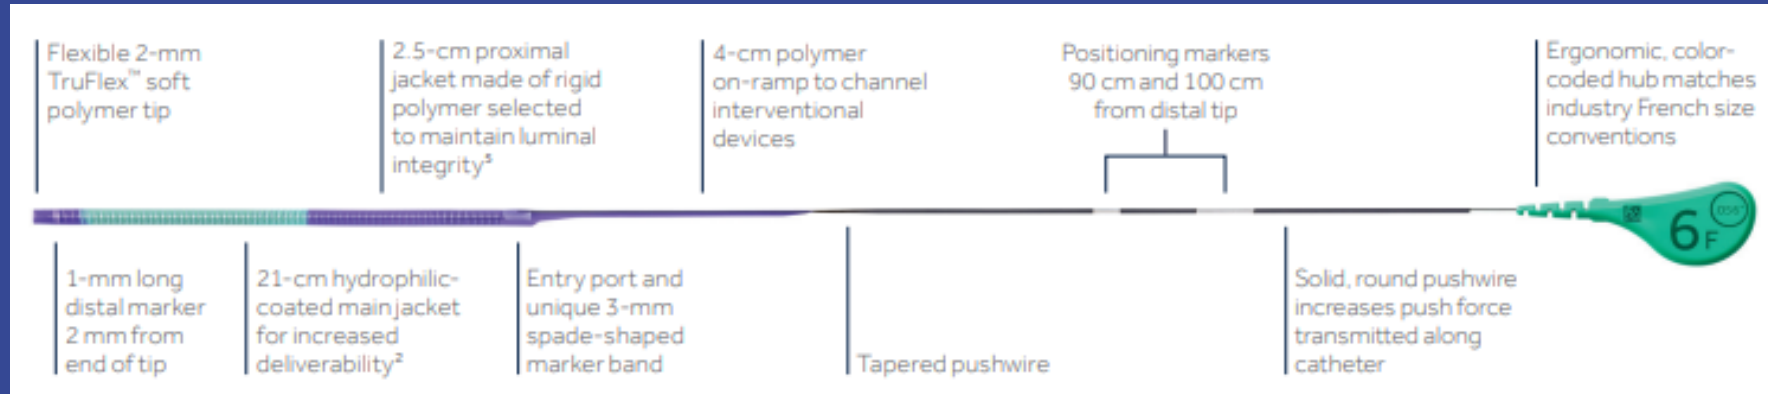 Flexible 2-mm
TruFlex™ soft
polymer tip
2.5-cm proximal
jacket made of rigid
polymer selected
to maintain luminal
integrity⁵
4-cm polymer
on-ramp to channel
interventional
devices
Positioning markers
90 cm and 100 cm
from distal tip
Ergonomic, color-
coded hub matches
industry French size
conventions
6F
1-mm long
distal marker
2 mm from
end of tip
21-cm hydrophilic-
coated main jacket
for increased
deliverability²
Entry port and
unique 3-mm
spade-shaped
marker band
Tapered pushwire
Solid, round pushwire
increases push force
transmitted along
catheter